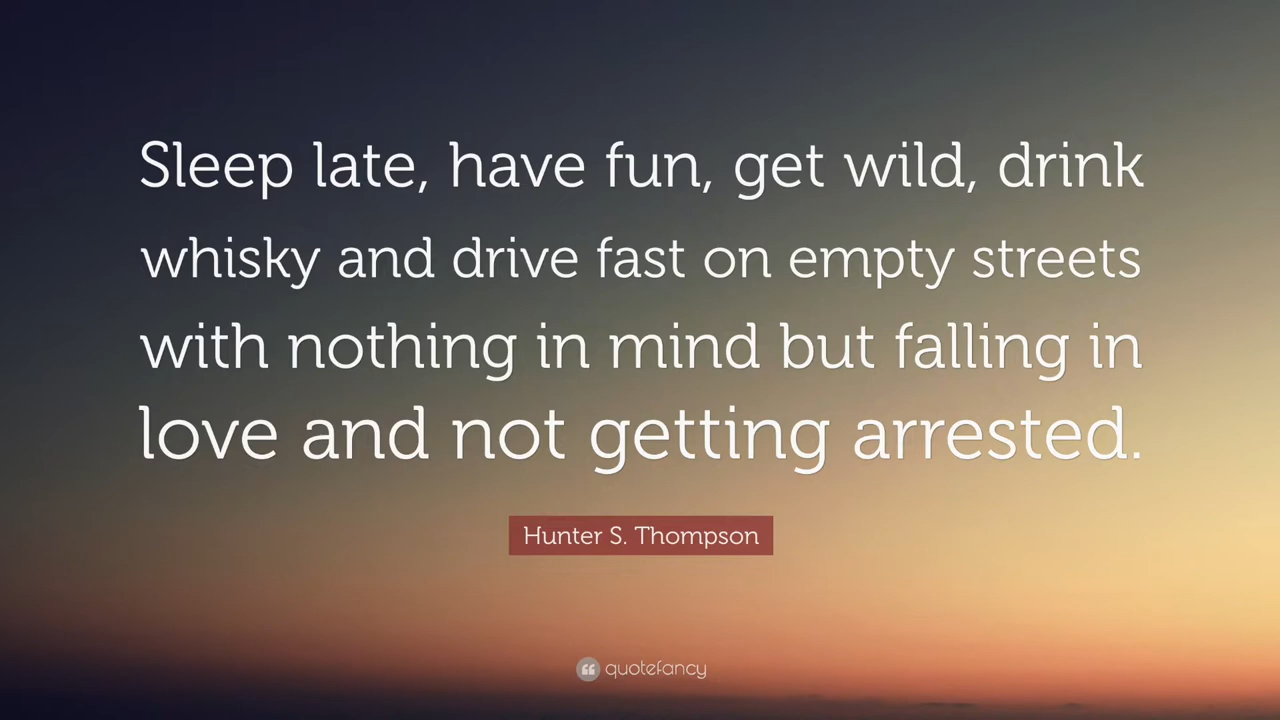 Sleep late, have fun, get wild, drink
whisky and drive fast on empty streets
with nothing in mind but falling in
love and not getting arrested.
Hunter S. Thompson
quotefancy